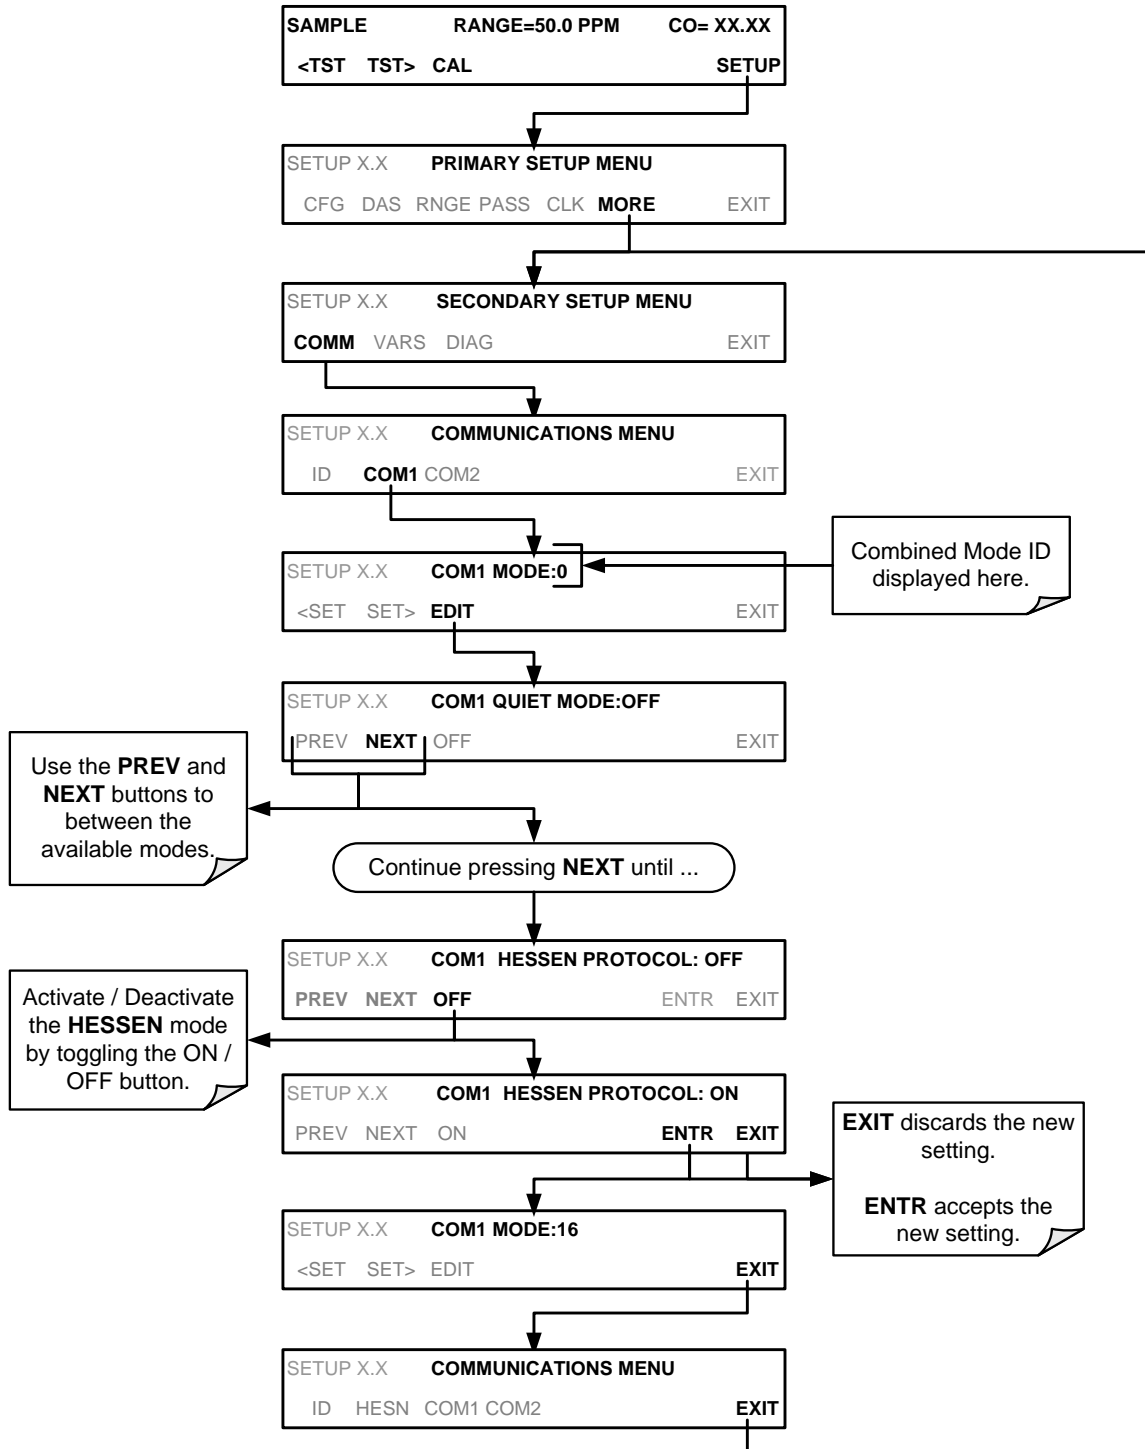 SAMPLE RANGE=50.0 PPM CO= XX.XX
<TST TST> CAL SETUP
SETUP X.X PRIMARY SETUP MENU
CFG DAS RNGE PASS CLK MORE EXIT
SETUP X.X SECONDARY SETUP MENU
COMM VARS DIAG EXIT
SETUP X.X COMMUNICATIONS MENU
ID COM1 COM2 EXIT
SETUP X.X COM1 MODE:0
<SET SET> EDIT EXIT
Combined Mode ID
displayed here.
SETUP X.X COM1 QUIET MODE:OFF
PREV NEXT OFF EXIT
Use the PREV and
NEXT buttons to
between the
available modes.
Continue pressing NEXT until ...
SETUP X.X COM1 HESSEN PROTOCOL: OFF
PREV NEXT OFF ENTR EXIT
Activate / Deactivate
the HESSEN mode
by toggling the ON /
OFF button.
SETUP X.X COM1 HESSEN PROTOCOL: ON
PREV NEXT ON ENTR EXIT
EXIT discards the new
setting.
ENTR accepts the
new setting.
SETUP X.X COM1 MODE:16
<SET SET> EDIT EXIT
SETUP X.X COMMUNICATIONS MENU
ID HESN COM1 COM2 EXIT